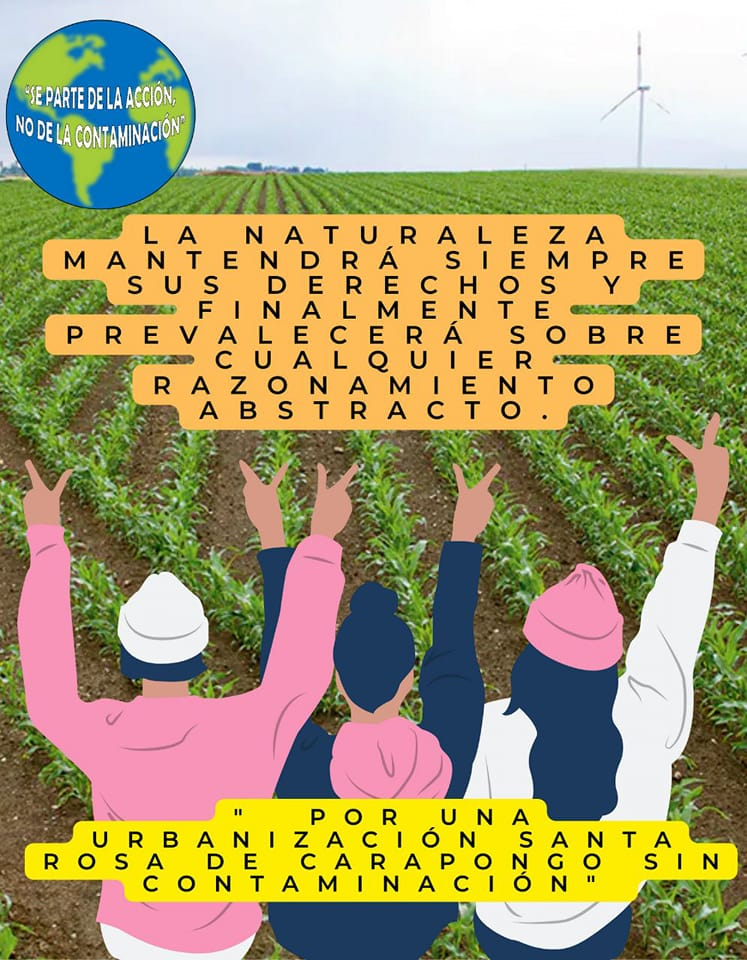 "SE PARTE DE LA ACCIÓN,
NO DE LA CONTAMINACIÓN"
LA NATURALEZA
MANTENDRÁ SIEMPRE
SUS DERECHOS Y
FINALMENTE
PREVALECERÁ SOBRE
CUALQUIER
RAZONAMIENTO
ABSTRACTO.
" POR UNA
URBANIZACIÓN SANTA
ROSA DE CARAPONGO SIN
CONTAMINACIÓN"